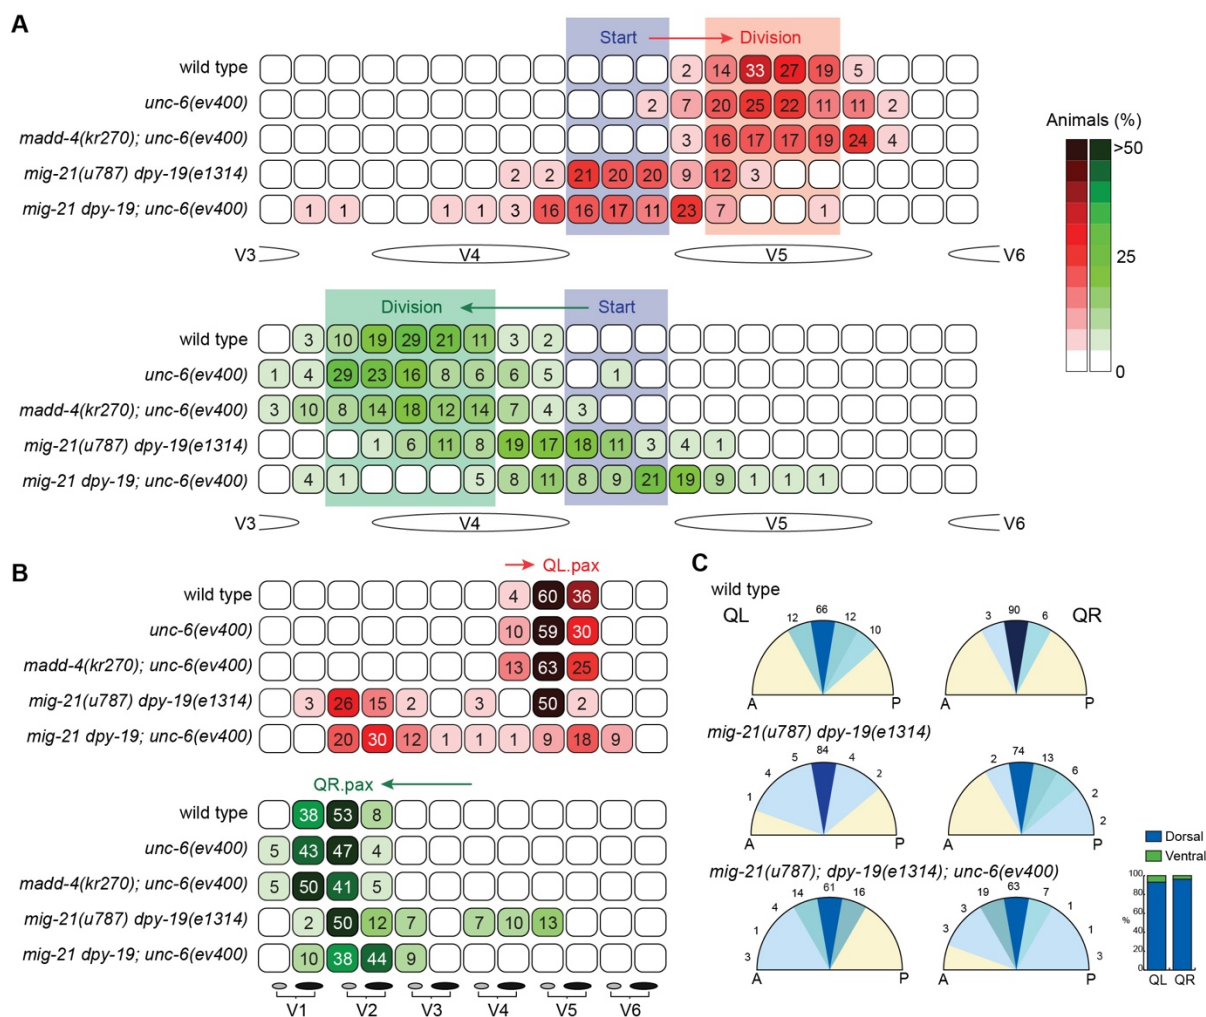 A
Start
Division
wild type 2 14 33 27 19 5
unc-6(ev400) 2 7 20 25 22 11 11 2
madd-4(kr270); unc-6(ev400) 3 16 17 17 19 24 4
mig-21(u787) dpy-19(e1314) 2 2 21 20 20 9 12 3
mig-21 dpy-19; unc-6(ev400) 1 1 1 1 3 16 16 17 11 23 7 1
V3 V4 V5 V6
Animals (%)
>50
25
0
Division
Start
wild type 3 10 19 29 21 11 3 2
unc-6(ev400) 1 4 29 23 16 8 6 6 5 1
madd-4(kr270); unc-6(ev400) 3 10 8 14 18 12 14 7 4 3
mig-21(u787) dpy-19(e1314) 1 6 11 8 19 17 18 11 3 4 1
mig-21 dpy-19; unc-6(ev400) 4 1 5 8 11 8 9 21 19 9 1 1 1
V3 V4 V5 V6
B
QL.pax
wild type 4 60 36
unc-6(ev400) 10 59 30
madd-4(kr270); unc-6(ev400) 13 63 25
mig-21(u787) dpy-19(e1314) 3 26 15 2 3 50 2
mig-21 dpy-19; unc-6(ev400) 20 30 12 1 1 1 9 18 9
QR.pax
wild type 38 53 8
unc-6(ev400) 5 43 47 4
madd-4(kr270); unc-6(ev400) 5 50 41 5
mig-21(u787) dpy-19(e1314) 2 50 12 7 7 10 13
mig-21 dpy-19; unc-6(ev400) 10 38 44 9
V1 V2 V3 V4 V5 V6
C
wild type
QL
12 66 12 10
A P
QR
3 90 6
A P
mig-21(u787) dpy-19(e1314)
1 4 5 84 4 2
A P
2 74 13 6 2 2
A P
mig-21(u787); dpy-19(e1314); unc-6(ev400)
3 1 4 14 61 16
A P
3 3 19 63 7 1 3
A P
Dorsal
Ventral
100
80
60
%
40
20
0
QL QR